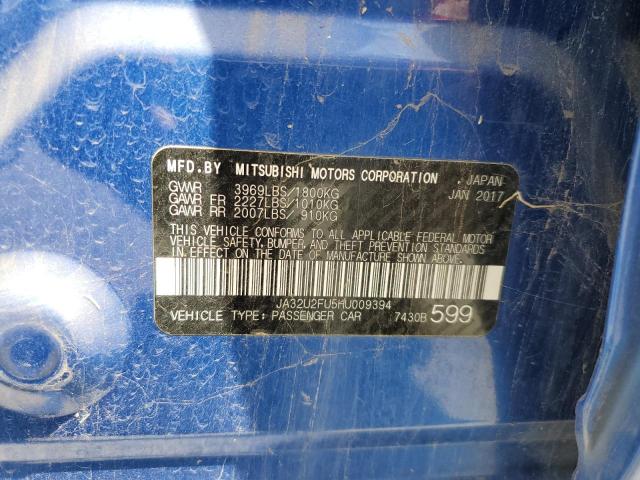 MFD.BY MITSUBISHI MOTORS CORPORATION
JAPAN
GVWR 3969LBS/1800KG JAN 2017
GAWR FR 2227LBS/1010KG
GAWR RR 2007LBS/ 910KG
THIS VEHICLE CONFORMS TO ALL APPLICABLE FEDERAL MOTOR
VEHICLE SAFETY, BUMPER, AND THEFT PREVENTION STANDARDS
IN EFFECT ON THE DATE OF MANUFACTURE SHOWN ABOVE.
JA32U2FU5HU009394
VEHICLE TYPE: PASSENGER CAR 7430B 599